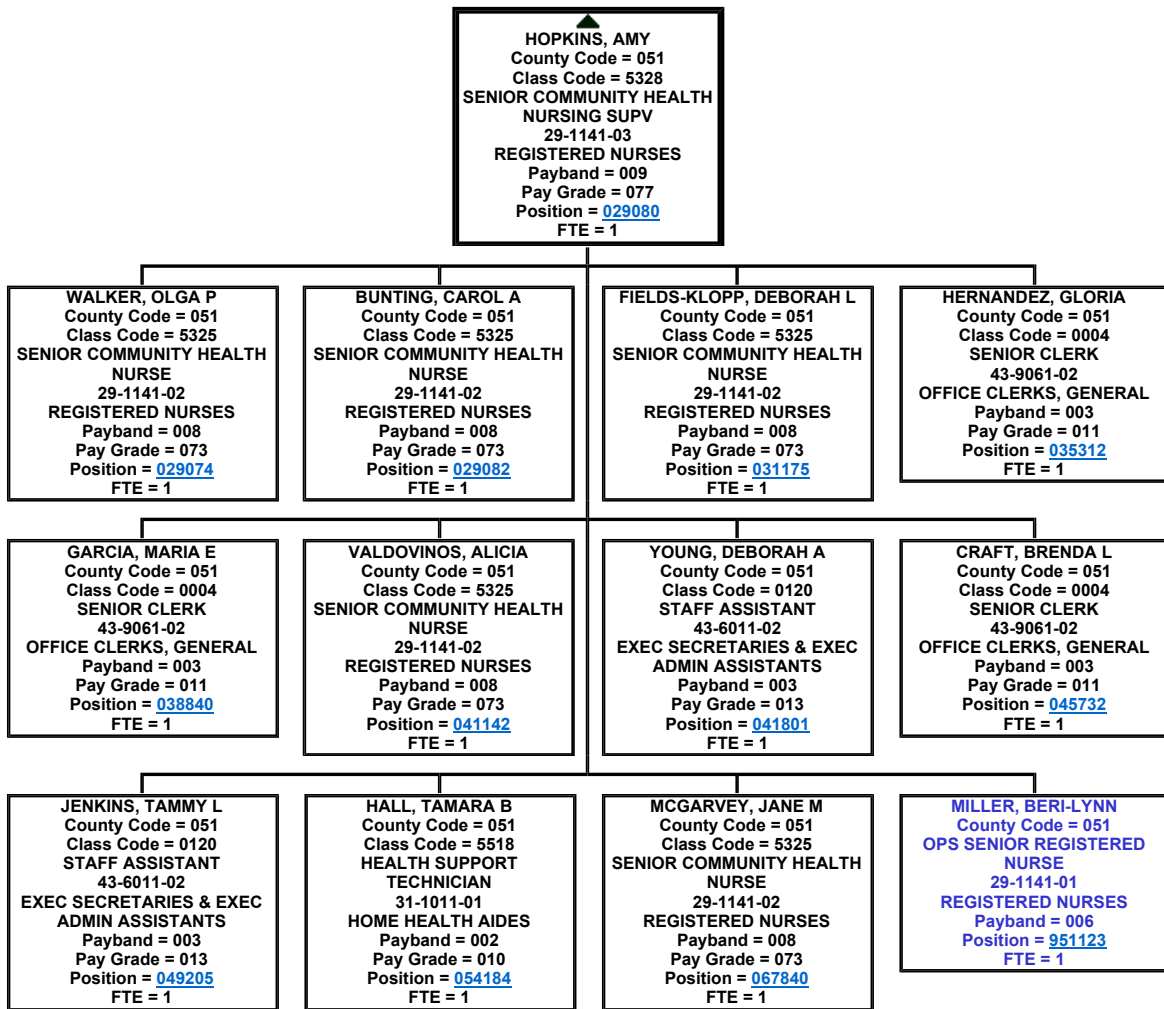 HOPKINS, AMY
County Code = 051
Class Code = 5328
SENIOR COMMUNITY HEALTH
NURSING SUPV
29-1141-03
REGISTERED NURSES
Payband = 009
Pay Grade = 077
Position = 029080
FTE = 1
WALKER, OLGA P
County Code = 051
Class Code = 5325
SENIOR COMMUNITY HEALTH
NURSE
29-1141-02
REGISTERED NURSES
Payband = 008
Pay Grade = 073
Position = 029074
FTE = 1
BUNTING, CAROL A
County Code = 051
Class Code = 5325
SENIOR COMMUNITY HEALTH
NURSE
29-1141-02
REGISTERED NURSES
Payband = 008
Pay Grade = 073
Position = 029082
FTE = 1
FIELDS-KLOPP, DEBORAH L
County Code = 051
Class Code = 5325
SENIOR COMMUNITY HEALTH
NURSE
29-1141-02
REGISTERED NURSES
Payband = 008
Pay Grade = 073
Position = 031175
FTE = 1
HERNANDEZ, GLORIA
County Code = 051
Class Code = 0004
SENIOR CLERK
43-9061-02
OFFICE CLERKS, GENERAL
Payband = 003
Pay Grade = 011
Position = 035312
FTE = 1
GARCIA, MARIA E
County Code = 051
Class Code = 0004
SENIOR CLERK
43-9061-02
OFFICE CLERKS, GENERAL
Payband = 003
Pay Grade = 011
Position = 038840
FTE = 1
VALDOVINOS, ALICIA
County Code = 051
Class Code = 5325
SENIOR COMMUNITY HEALTH
NURSE
29-1141-02
REGISTERED NURSES
Payband = 008
Pay Grade = 073
Position = 041142
FTE = 1
YOUNG, DEBORAH A
County Code = 051
Class Code = 0120
STAFF ASSISTANT
43-6011-02
EXEC SECRETARIES & EXEC
ADMIN ASSISTANTS
Payband = 003
Pay Grade = 013
Position = 041801
FTE = 1
CRAFT, BRENDA L
County Code = 051
Class Code = 0004
SENIOR CLERK
43-9061-02
OFFICE CLERKS, GENERAL
Payband = 003
Pay Grade = 011
Position = 045732
FTE = 1
JENKINS, TAMMY L
County Code = 051
Class Code = 0120
STAFF ASSISTANT
43-6011-02
EXEC SECRETARIES & EXEC
ADMIN ASSISTANTS
Payband = 003
Pay Grade = 013
Position = 049205
FTE = 1
HALL, TAMARA B
County Code = 051
Class Code = 5518
HEALTH SUPPORT
TECHNICIAN
31-1011-01
HOME HEALTH AIDES
Payband = 002
Pay Grade = 010
Position = 054184
FTE = 1
MCGARVEY, JANE M
County Code = 051
Class Code = 5325
SENIOR COMMUNITY HEALTH
NURSE
29-1141-02
REGISTERED NURSES
Payband = 008
Pay Grade = 073
Position = 067840
FTE = 1
MILLER, BERI-LYNN
County Code = 051
OPS SENIOR REGISTERED
NURSE
29-1141-01
REGISTERED NURSES
Payband = 006
Position = 951123
FTE = 1